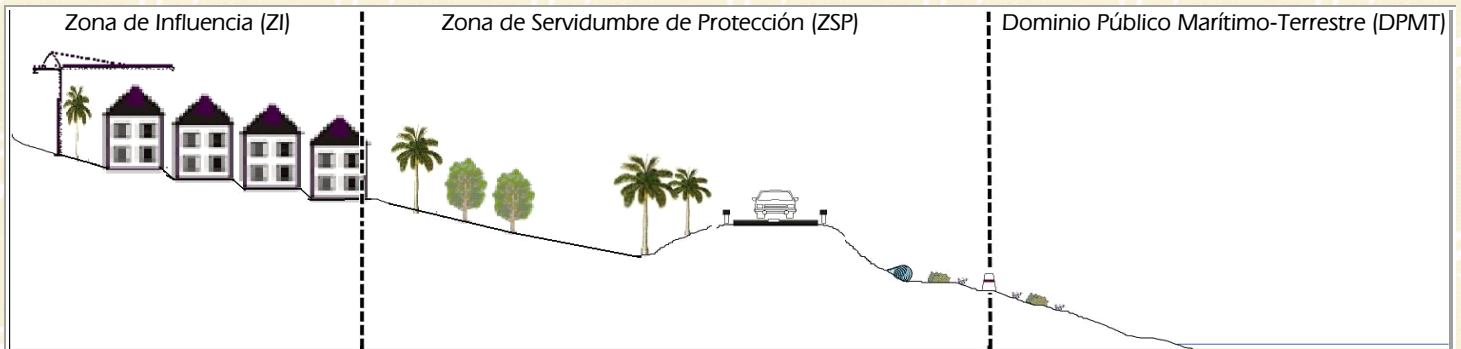 Zona de Influencia (ZI)
Zona de Servidumbre de Protección (ZSP)
Dominio Público Marítimo-Terrestre (DPMT)